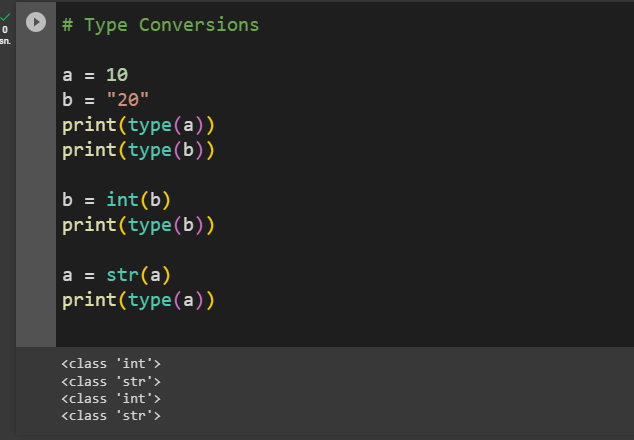 0
sn.
# Type Conversions
a = 10
b = "20"
print(type(a))
print(type(b))
b = int(b)
print(type(b))
a = str(a)
print(type(a))
<class 'int'>
<class 'str'>
<class 'int'>
<class 'str'>